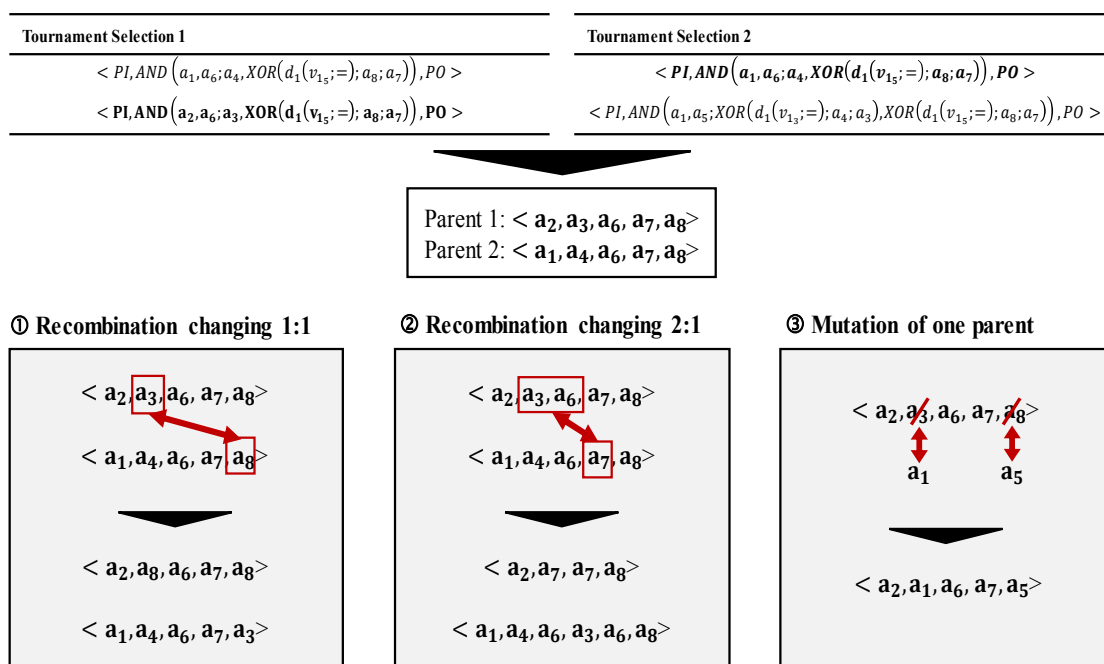 Tournament Selection 1
< PI, AND(a₁,a₆;a₄,XOR(d₁(v₁₅;=);a₈;a₇)),PO >
< PI,AND(a₂,a₆;a₃,XOR(d₁(v₁₅;=); a₈;a₇)),PO >
Tournament Selection 2
< PI,AND(a₁,a₆;a₄,XOR(d₁(v₁₅;=);a₈;a₇)),PO >
< PI,AND(a₁,a₅;XOR(d₁(v₁₃;=);a₄;a₃),XOR(d₁(v₁₅;=);a₈;a₇)),PO >
Parent 1: < a₂,a₃,a₆,a₇,a₈>
Parent 2: < a₁,a₄,a₆,a₇,a₈>
① Recombination changing 1:1
< a₂,a₃,a₆,a₇,a₈>
< a₁,a₄,a₆,a₇,a₈>
< a₂,a₈,a₆,a₇,a₈>
< a₁,a₄,a₆,a₇,a₃>
② Recombination changing 2:1
< a₂,a₃,a₆,a₇,a₈>
< a₁,a₄,a₆,a₇,a₈>
< a₂,a₇,a₇,a₈>
< a₁,a₄,a₆,a₃,a₆,a₈>
③ Mutation of one parent
< a₂,a₃,a₆,a₇,a₈>
a₁ a₅
< a₂,a₁,a₆,a₇,a₅>